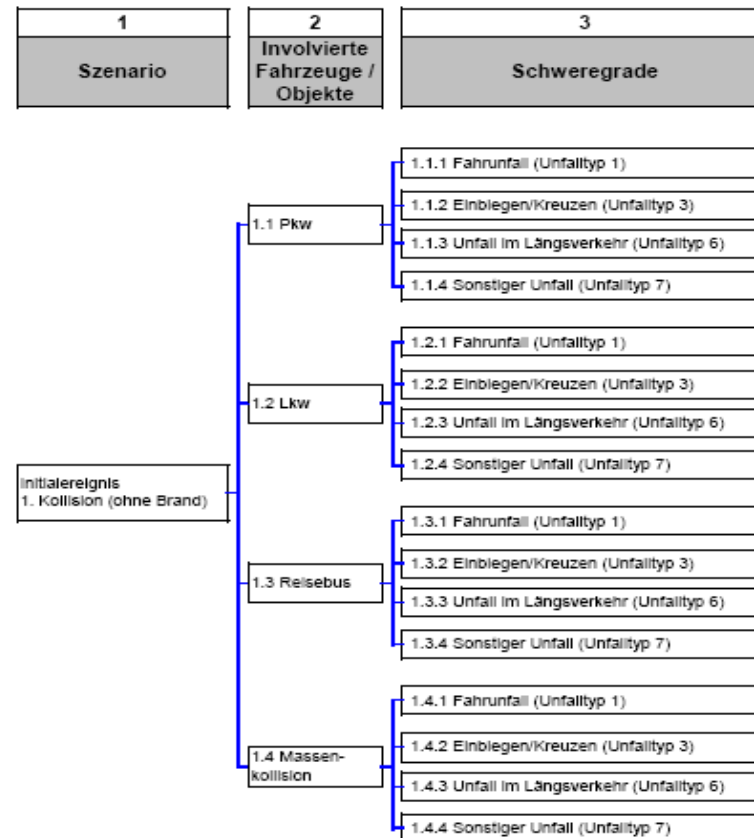 1
2
3
Szenario
Involvierte
Fahrzeuge /
Objekte
Schweregrade
Initialereignis
1. Kollision (ohne Brand)
1.1 Pkw
1.1.1 Fahrunfall (Unfalltyp 1)
1.1.2 Einbiegen/Kreuzen (Unfalltyp 3)
1.1.3 Unfall im Längsverkehr (Unfalltyp 6)
1.1.4 Sonstiger Unfall (Unfalltyp 7)
1.2 Lkw
1.2.1 Fahrunfall (Unfalltyp 1)
1.2.2 Einbiegen/Kreuzen (Unfalltyp 3)
1.2.3 Unfall im Längsverkehr (Unfalltyp 6)
1.2.4 Sonstiger Unfall (Unfalltyp 7)
1.3 Reisebus
1.3.1 Fahrunfall (Unfalltyp 1)
1.3.2 Einbiegen/Kreuzen (Unfalltyp 3)
1.3.3 Unfall im Längsverkehr (Unfalltyp 6)
1.3.4 Sonstiger Unfall (Unfalltyp 7)
1.4 Massen-
kollision
1.4.1 Fahrunfall (Unfalltyp 1)
1.4.2 Einbiegen/Kreuzen (Unfalltyp 3)
1.4.3 Unfall im Längsverkehr (Unfalltyp 6)
1.4.4 Sonstiger Unfall (Unfalltyp 7)